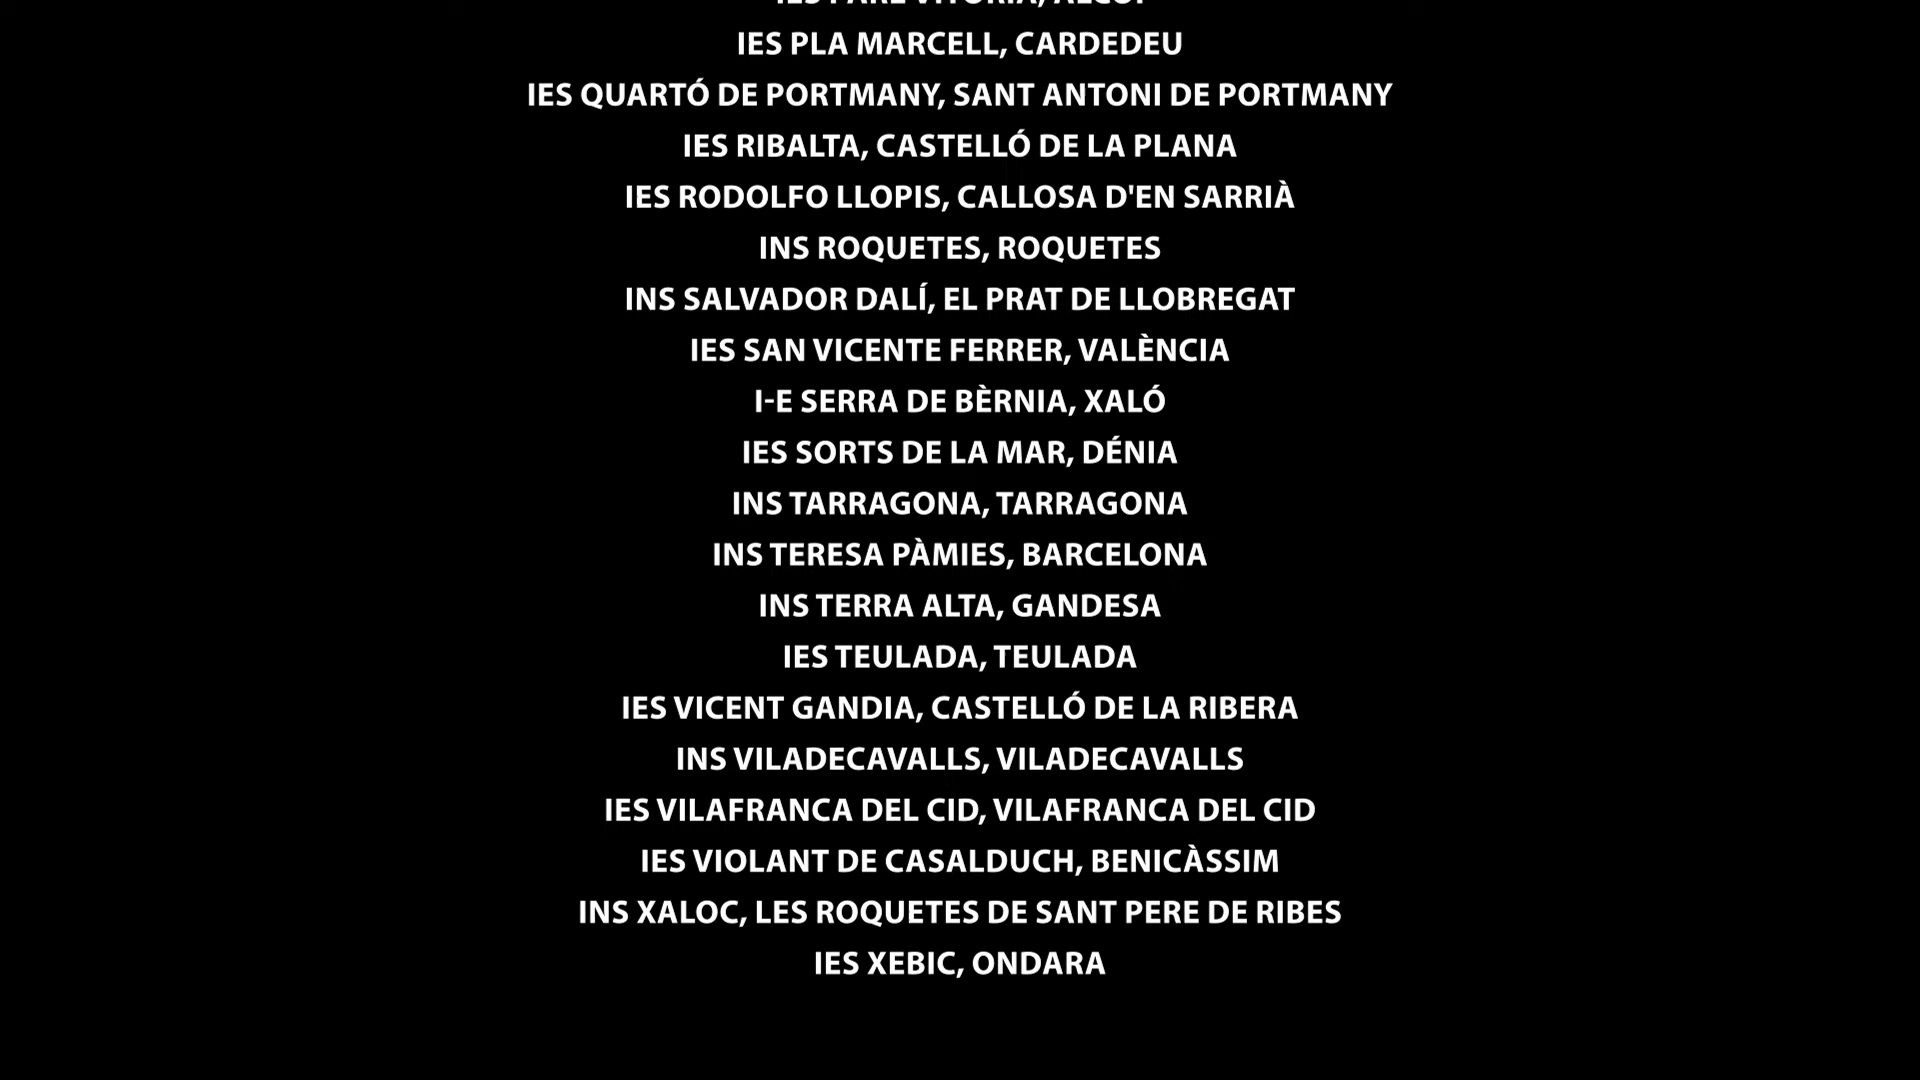 IES PARE VITÒRIA, ALCOI
IES PLA MARCELL, CARDEDEU
IES QUARTÓ DE PORTMANY, SANT ANTONI DE PORTMANY
IES RIBALTA, CASTELLÓ DE LA PLANA
IES RODOLFO LLOPIS, CALLOSA D'EN SARRIÀ
INS ROQUETES, ROQUETES
INS SALVADOR DALÍ, EL PRAT DE LLOBREGAT
IES SAN VICENTE FERRER, VALÈNCIA
I-E SERRA DE BÈRNIA, XALÓ
IES SORTS DE LA MAR, DÉNIA
INS TARRAGONA, TARRAGONA
INS TERESA PÀMIES, BARCELONA
INS TERRA ALTA, GANDESA
IES TEULADA, TEULADA
IES VICENT GANDIA, CASTELLÓ DE LA RIBERA
INS VILADECAVALLS, VILADECAVALLS
IES VILAFRANCA DEL CID, VILAFRANCA DEL CID
IES VIOLANT DE CASALDUCH, BENICÀSSIM
INS XALOC, LES ROQUETES DE SANT PERE DE RIBES
IES XEBIC, ONDARA